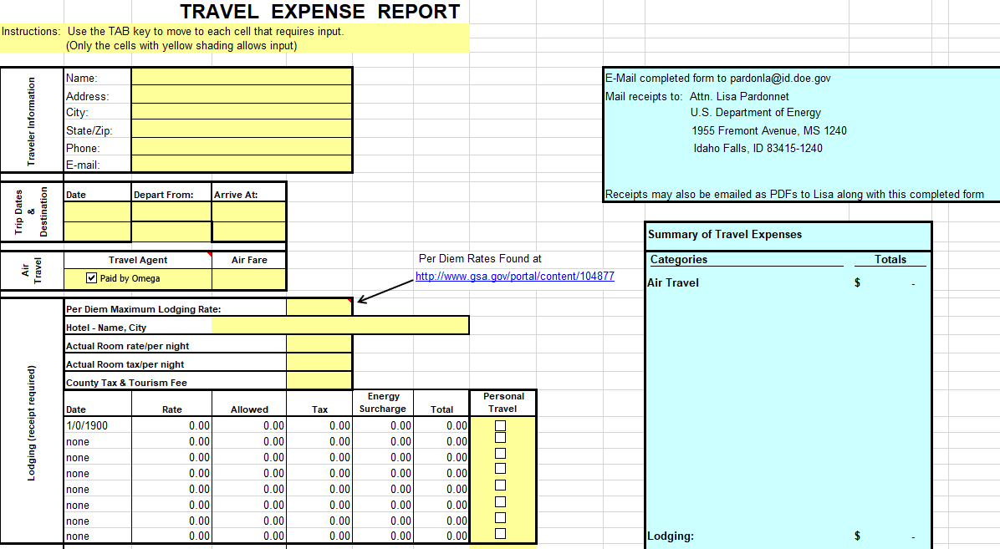 TRAVEL EXPENSE REPORT
Instructions: Use the TAB key to move to each cell that requires input.
(Only the cells with yellow shading allows input)
Traveler Information
Name:
Address:
City:
State/Zip:
Phone:
E-mail:
E-Mail completed form to pardonla@id.doe.gov
Mail receipts to: Attn. Lisa Pardonnet
U.S. Department of Energy
1955 Fremont Avenue, MS 1240
Idaho Falls, ID 83415-1240
Receipts may also be emailed as PDFs to Lisa along with this completed form
Trip Dates
&
Destination
Date Depart From: Arrive At:
Air
Travel
Travel Agent Air Fare
Paid by Omega
Per Diem Rates Found at
http://www.gsa.gov/portal/content/104877
Summary of Travel Expenses
Categories Totals
Air Travel $ -
Lodging: $ -
Lodging (receipt required)
Per Diem Maximum Lodging Rate:
Hotel - Name, City
Actual Room rate/per night
Actual Room tax/per night
County Tax & Tourism Fee
Date Rate Allowed Tax Energy Surcharge Total Personal Travel
1/0/1900 0.00 0.00 0.00 0.00 0.00
none 0.00 0.00 0.00 0.00 0.00
none 0.00 0.00 0.00 0.00 0.00
none 0.00 0.00 0.00 0.00 0.00
none 0.00 0.00 0.00 0.00 0.00
none 0.00 0.00 0.00 0.00 0.00
none 0.00 0.00 0.00 0.00 0.00
none 0.00 0.00 0.00 0.00 0.00